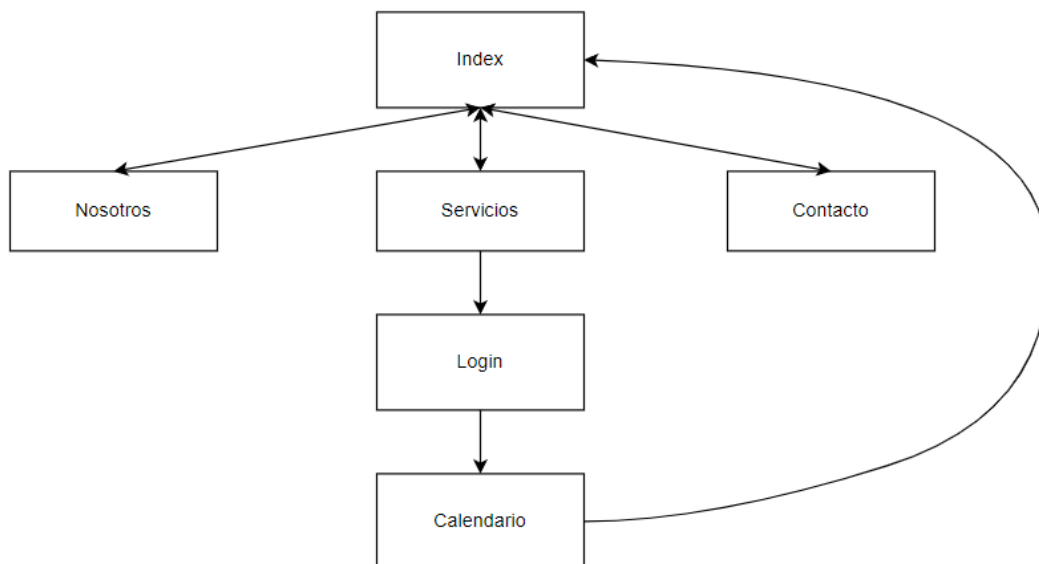 Index
Nosotros
Servicios
Contacto
Login
Calendario